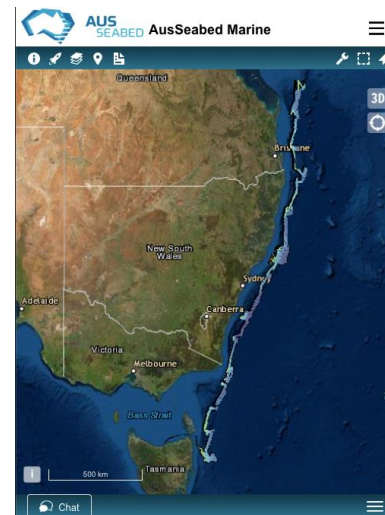 AUS
SEABED AusSeabed Marine
3D
Queensland
Brisbane
New South
Wales
Sydney
Adelaide
Canberra
Victoria
Melbourne
Bass Strait
500 km
Tasmania
Chat